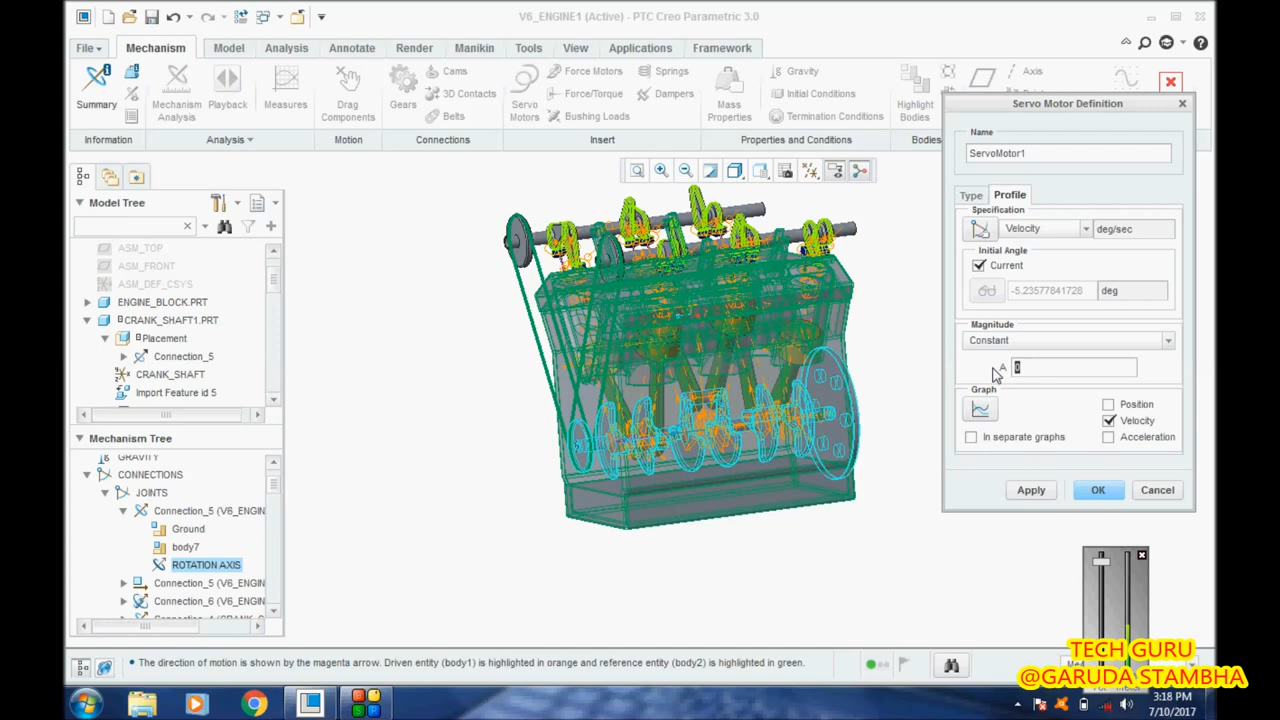 V6_ENGINE1 (Active) - PTC Creo Parametric 3.0
File
Mechanism
Model
Analysis
Annotate
Render
Manikin
Tools
View
Applications
Framework
Summary
Mechanism
Analysis
Playback
Measures
Drag
Components
Gears
Cams
3D Contacts
Belts
Servo
Motors
Force Motors
Force/Torque
Bushing Loads
Springs
Dampers
Mass
Properties
Gravity
Initial Conditions
Termination Conditions
Highlight
Bodies
Axis
Information
Analysis
Motion
Connections
Insert
Properties and Conditions
Bodies
Model Tree
ASM_TOP
ASM_FRONT
ASM_DEF_CSYS
ENGINE_BLOCK.PRT
CRANK_SHAFT1.PRT
Placement
Connection_5
CRANK_SHAFT
Import Feature id 5
Mechanism Tree
GRAVITY
CONNECTIONS
JOINTS
Connection_5 (V6_ENGIN
Ground
body7
ROTATION AXIS
Connection_5 (V6_ENGIN
Connection_6 (V6_ENGIN
Servo Motor Definition
Name
ServoMotor1
Type
Profile
Specification
Velocity
deg/sec
Initial Angle
Current
-5.23577841728
deg
Magnitude
Constant
A
0
Graph
Position
Velocity
In separate graphs
Acceleration
Apply
OK
Cancel
The direction of motion is shown by the magenta arrow. Driven entity (body1) is highlighted in orange and reference entity (body2) is highlighted in green.
TECH GURU
@GARUDA STAMBHA
3:18 PM
7/10/2017